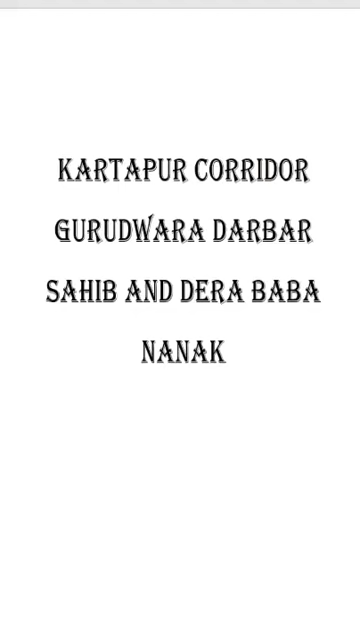 KARTAPUR CORRIDOR
GURUDWARA DARBAR
SAHIB AND DERA BABA
NANAK